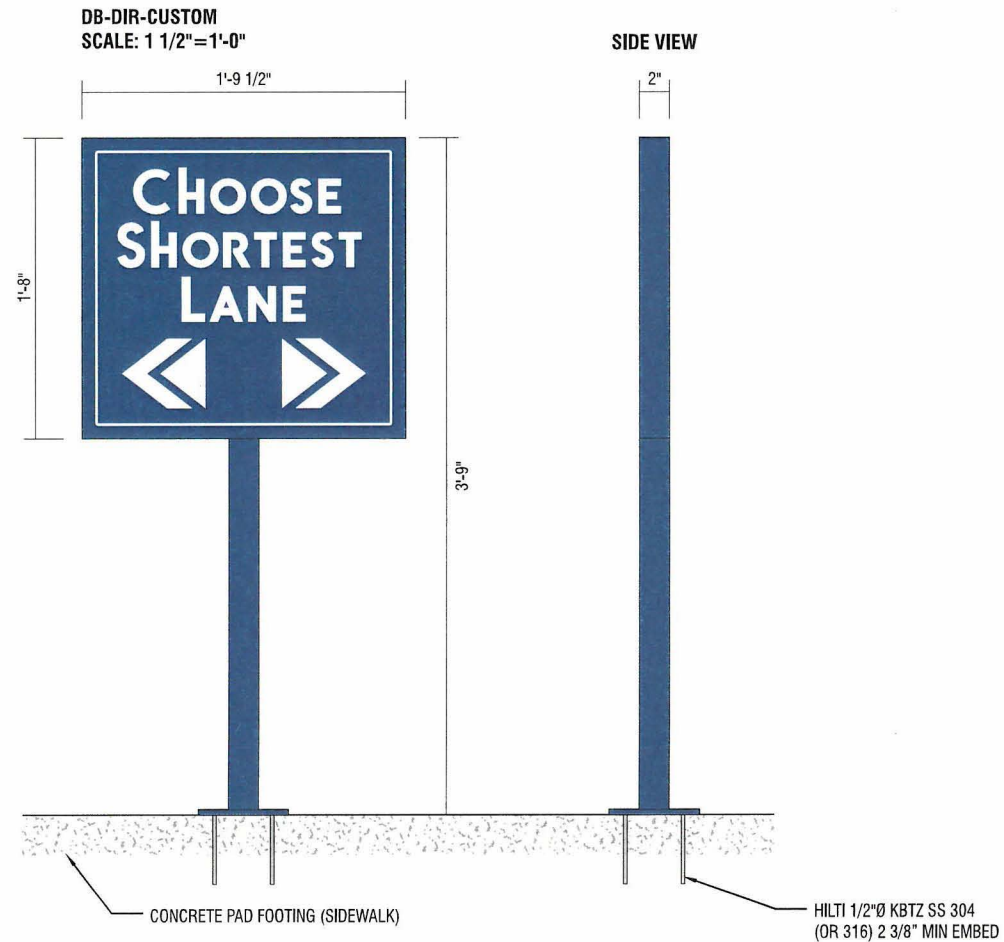 DB-DIR-CUSTOM
SCALE: 1 1/2"=1'-0"
SIDE VIEW
1'-9 1/2"
2"
CHOOSE
SHORTEST
LANE
1'-8"
3'-9"
CONCRETE PAD FOOTING (SIDEWALK)
HILTI 1/2"Ø KBTZ SS 304
(OR 316) 2 3/8" MIN EMBED